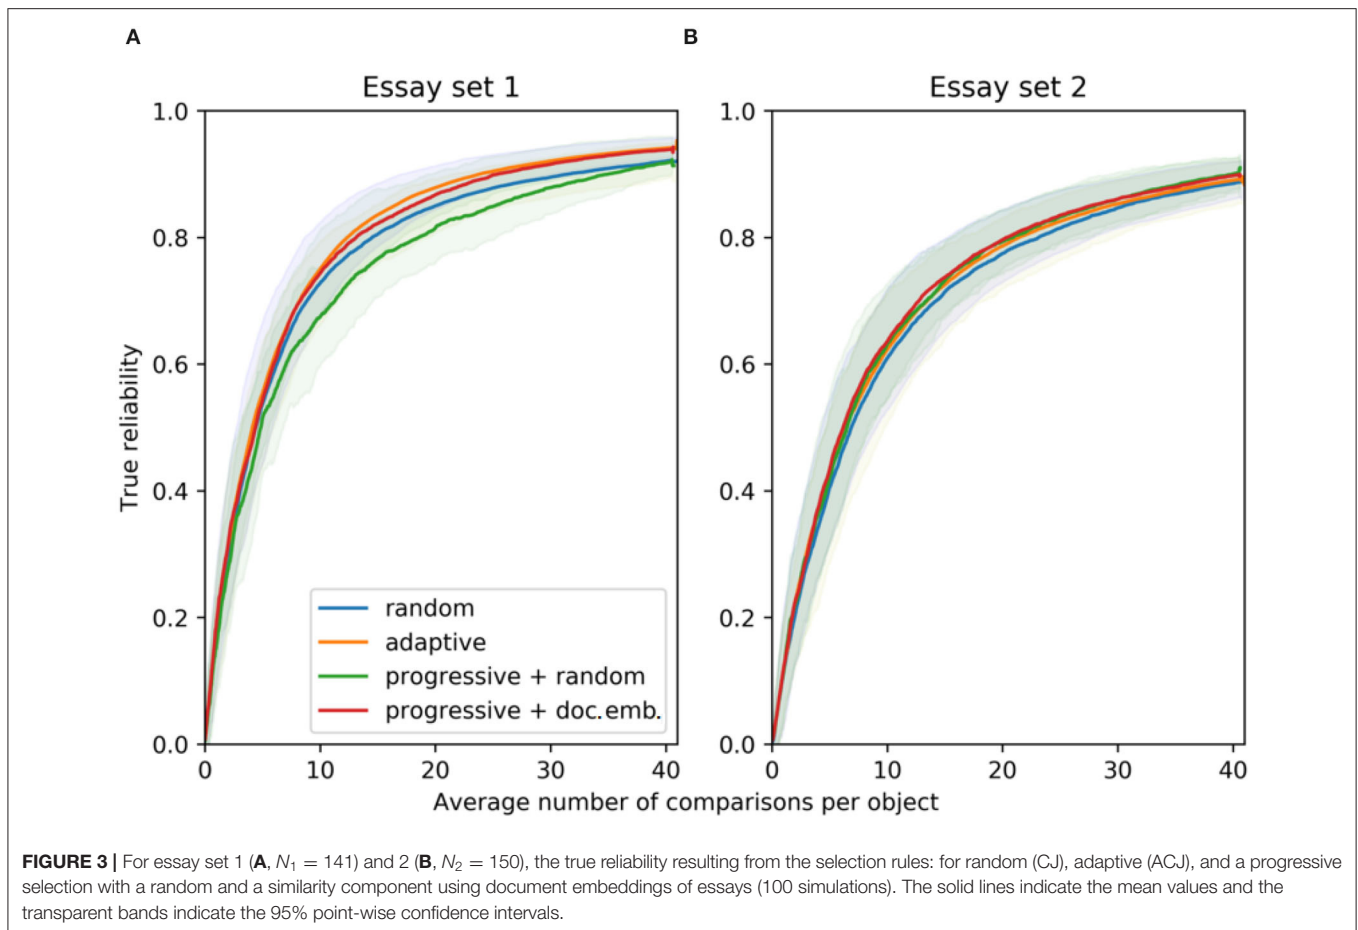 A
B
Essay set 1
Essay set 2
1.0
0.8
0.6
0.4
0.2
0.0
True reliability
random
adaptive
progressive + random
progressive + doc.emb.
0 10 20 30 40
1.0
0.8
0.6
0.4
0.2
0.0
0 10 20 30 40
Average number of comparisons per object
FIGURE 3 | For essay set 1 (A, N₁ = 141) and 2 (B, N₂ = 150), the true reliability resulting from the selection rules: for random (CJ), adaptive (ACJ), and a progressive
selection with a random and a similarity component using document embeddings of essays (100 simulations). The solid lines indicate the mean values and the
transparent bands indicate the 95% point-wise confidence intervals.